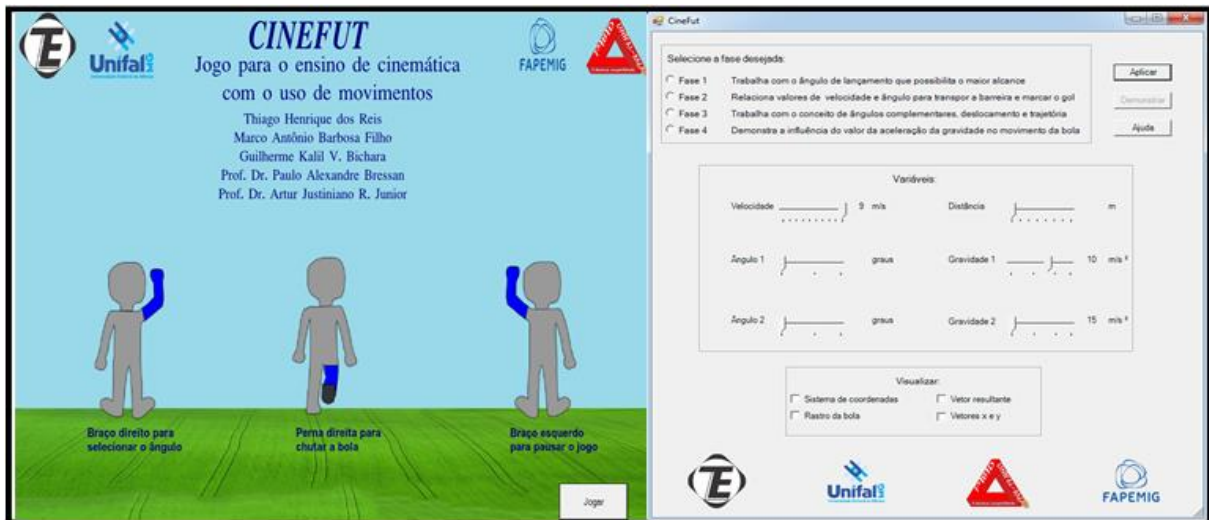 CINEFUT
Jogo para o ensino de cinemática
com o uso de movimentos
Thiago Henrique dos Reis
Marco Antônio Barbosa Filho
Guilherme Kalil V. Bichara
Prof. Dr. Paulo Alexandre Bressan
Prof. Dr. Artur Justiniano R. Junior
TE
Unifal
FAPEMIG
Braço direito para
selecionar o ângulo
Perna direita para
chutar a bola
Braço esquerdo
para pausar o jogo
Jogar
CineFut
Selecione a fase desejada:
Fase 1 Trabalha com o ângulo de lançamento que possibilita o maior alcance
Fase 2 Relaciona valores de velocidade e ângulo para transpor a barreira e marcar o gol
Fase 3 Trabalha com o conceito de ângulos complementares, deslocamento e trajetória
Fase 4 Demonstra a influência do valor da aceleração da gravidade no movimento da bola
Aplicar
Demonstrar
Ajuda
Variáveis:
Velocidade 9 m/s Distância m
Ângulo 1 graus Gravidade 1 10 m/s²
Ângulo 2 graus Gravidade 2 15 m/s²
Visualizar:
Sistema de coordenadas Vetor resultante
Rastro da bola Vetores x e y
TE
Unifal
FAPEMIG